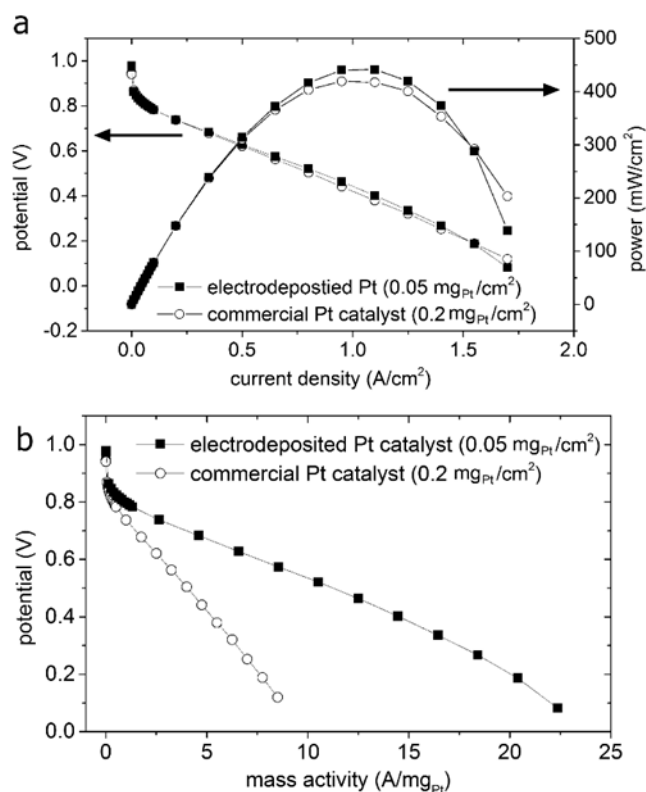 a
500
1.0
400
0.8
0.6
300
0.4
200
0.2
100
0.0
electrodepostied Pt (0.05 mgPt/cm²)
0
-0.2
commercial Pt catalyst (0.2 mgPt/cm²)
0.0 0.5 1.0 1.5 2.0
current density (A/cm²)
potential (V)
power (mW/cm²)
b
1.0
electrodeposited Pt catalyst (0.05 mgPt/cm²)
commercial Pt catalyst (0.2 mgPt/cm²)
0.8
0.6
0.4
0.2
0.0
0 5 10 15 20 25
mass activity (A/mgPt)
potential (V)